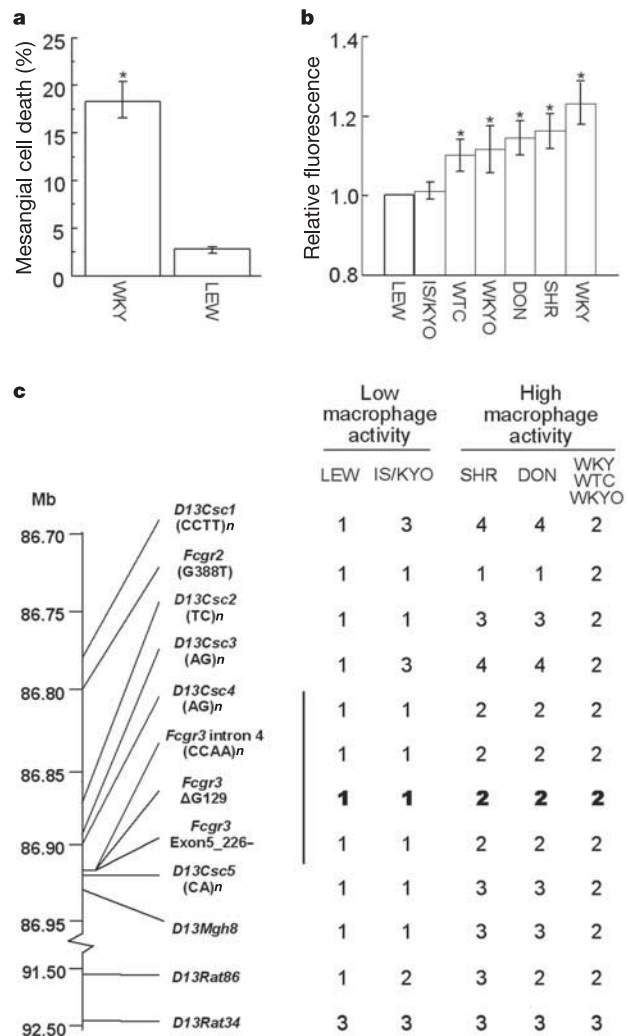 a
Mesangial cell death (%)
25
20
15
10
5
0
*
WKY
LEW
b
Relative fluorescence
1.4
1.2
1.0
0.8
* * * * *
LEW
IS/KYO
WTC
WKYO
DON
SHR
WKY
c
Low macrophage activity
High macrophage activity
LEW IS/KYO SHR DON WKY WTC WKYO
Mb
86.70
86.75
86.80
86.85
86.90
86.95
91.50
92.50
D13Csc1 (CCTT)n 1 3 4 4 2
Fcgr2 (G388T) 1 1 1 1 2
D13Csc2 (TC)n 1 1 3 3 2
D13Csc3 (AG)n 1 3 4 4 2
D13Csc4 (AG)n 1 1 2 2 2
Fcgr3 intron 4 (CCAA)n 1 1 2 2 2
Fcgr3 ΔG129 1 1 2 2 2
Fcgr3 Exon5_226– 1 1 2 2 2
D13Csc5 (CA)n 1 1 3 3 2
D13Mgh8 1 1 3 3 2
D13Rat86 1 2 3 2 2
D13Rat34 3 3 3 3 3